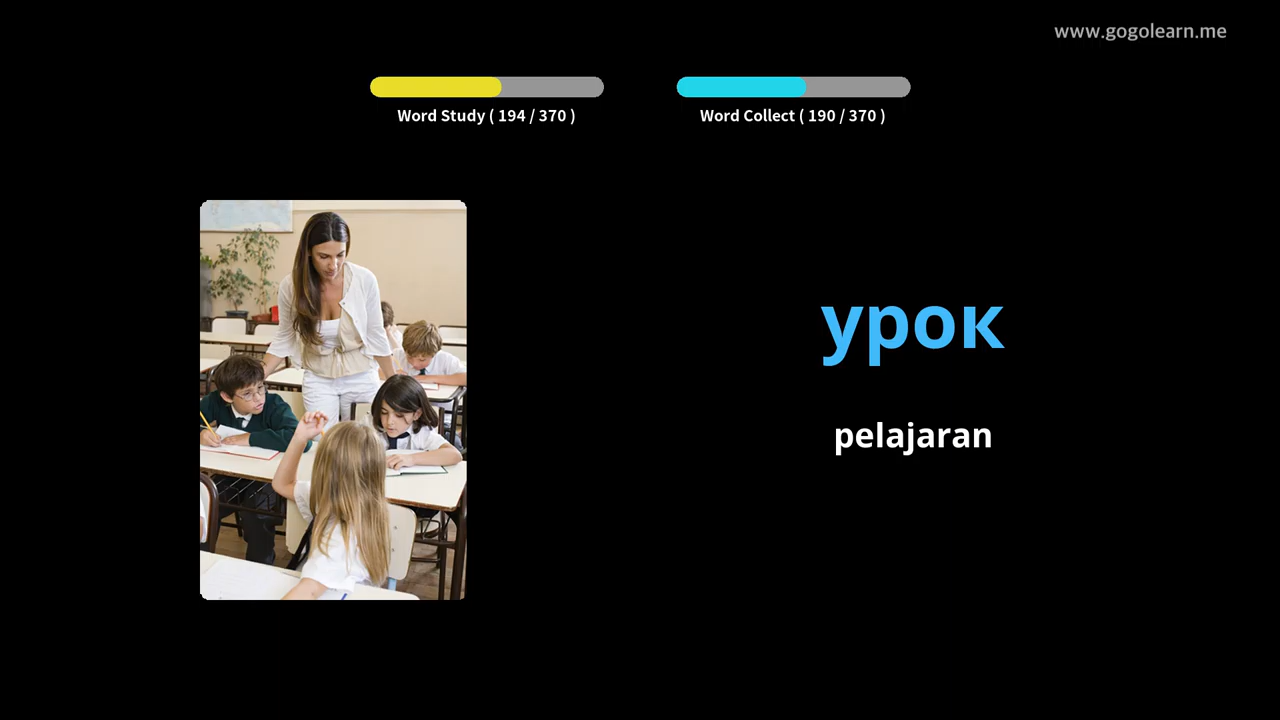 www.gogolearn.me
Word Study ( 194 / 370 )
Word Collect ( 190 / 370 )
урок
pelajaran